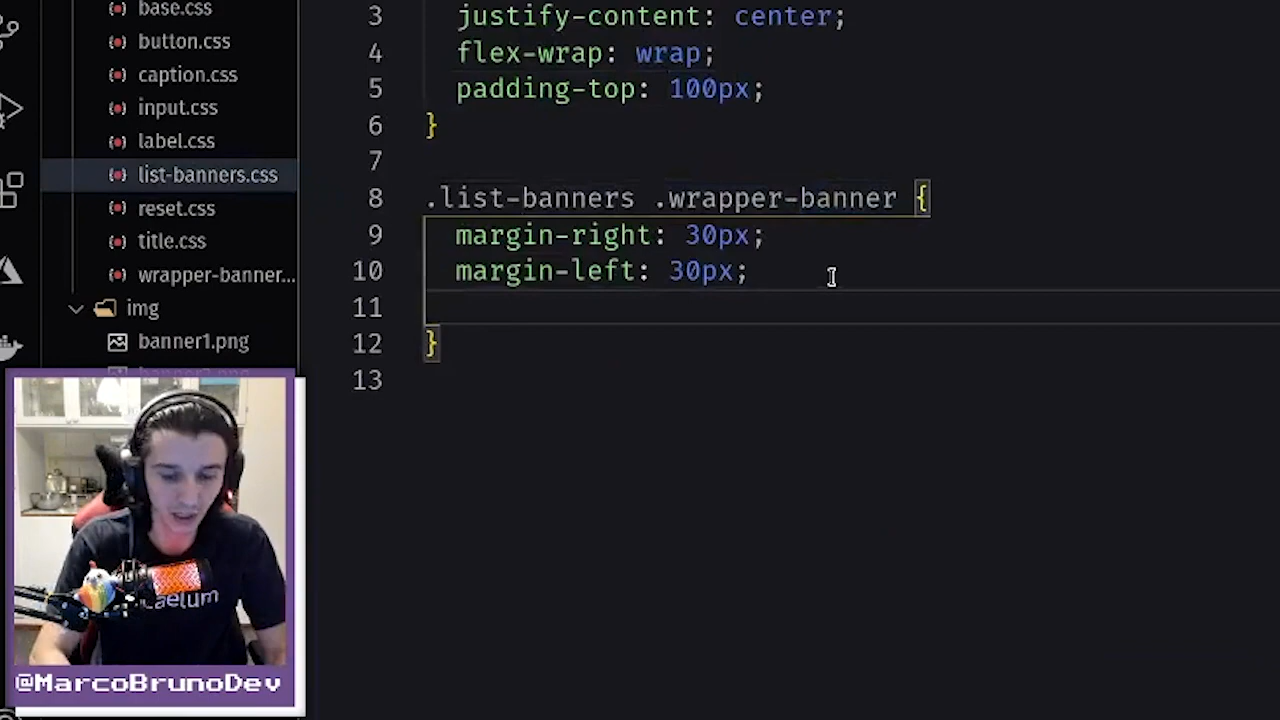 base.css
button.css
caption.css
input.css
label.css
list-banners.css
reset.css
title.css
wrapper-banner...
img
banner1.png
3 justify-content: center;
4 flex-wrap: wrap;
5 padding-top: 100px;
6 }
7
8 .list-banners .wrapper-banner {
9 margin-right: 30px;
10 margin-left: 30px;
11
12 }
13
caelum
@MarcoBrunoDev